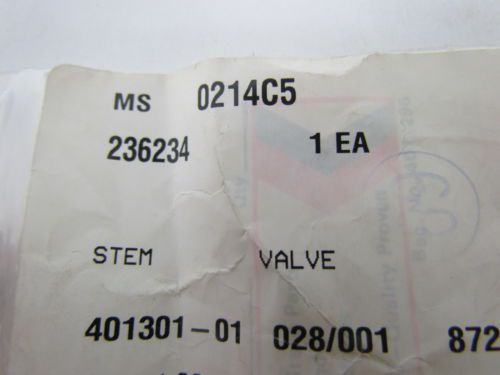 MS 0214C5
236234 1 EA
STEM VALVE
401301-01 028/001 872